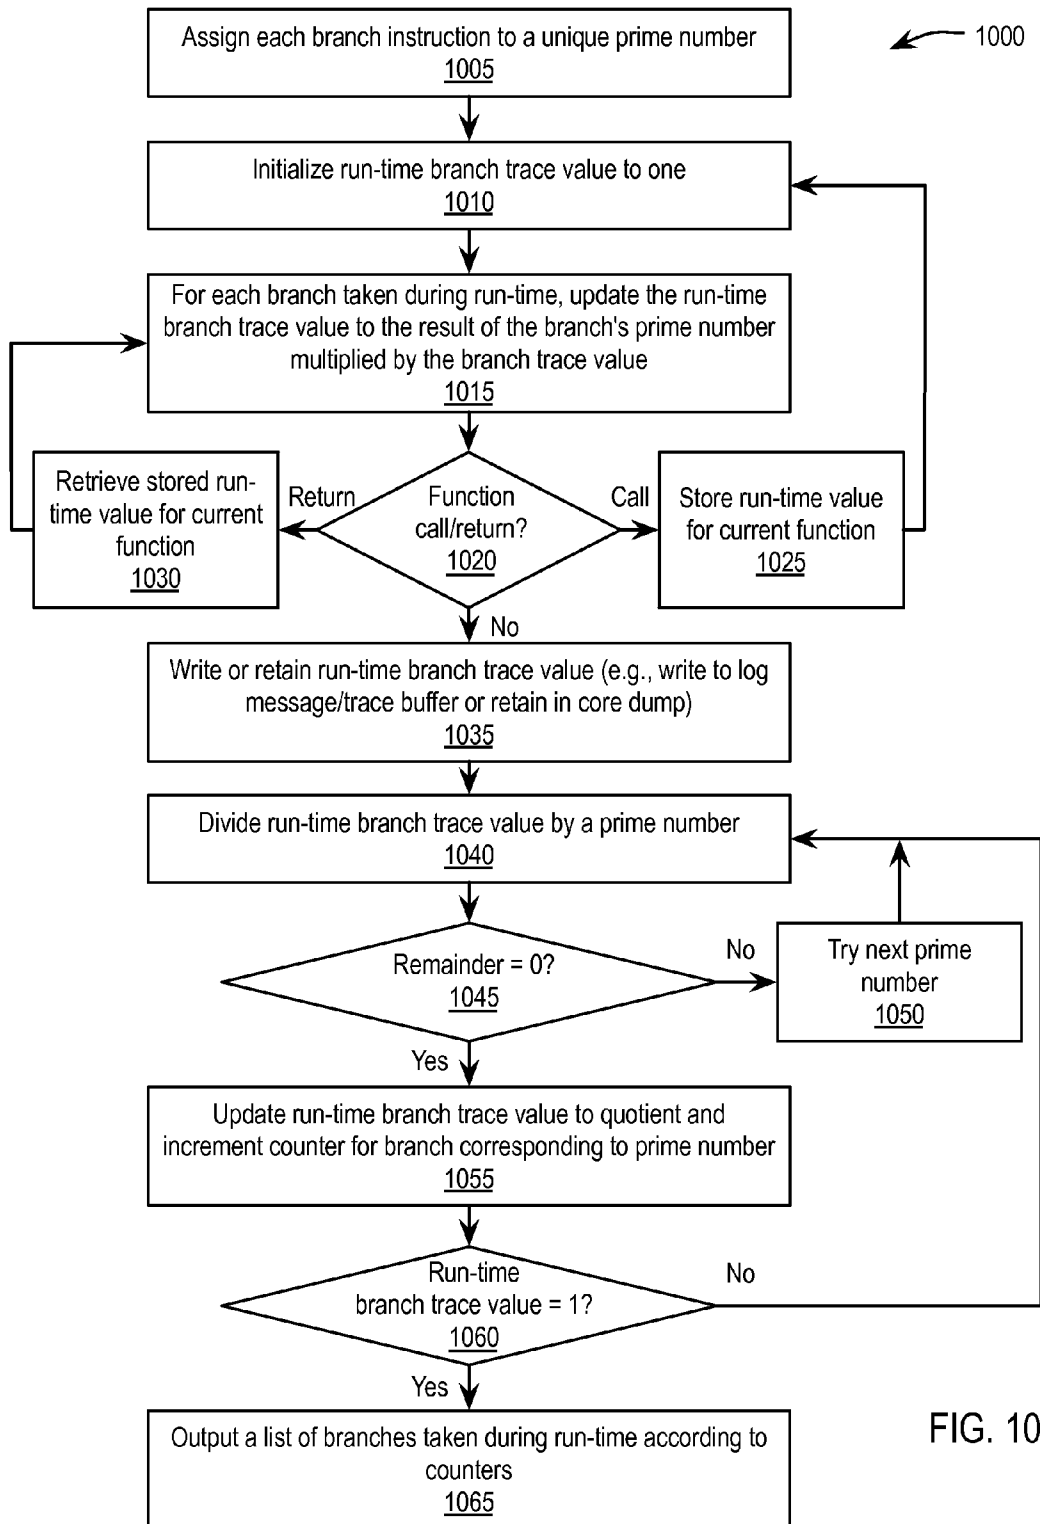 Assign each branch instruction to a unique prime number
1005
1000
Initialize run-time branch trace value to one
1010
For each branch taken during run-time, update the run-time
branch trace value to the result of the branch's prime number
multiplied by the branch trace value
1015
Retrieve stored run-
time value for current
function
1030
Return
Function
call/return?
1020
Call
Store run-time value
for current function
1025
No
Write or retain run-time branch trace value (e.g., write to log
message/trace buffer or retain in core dump)
1035
Divide run-time branch trace value by a prime number
1040
Remainder = 0?
1045
No
Try next prime
number
1050
Yes
Update run-time branch trace value to quotient and
increment counter for branch corresponding to prime number
1055
Run-time
branch trace value = 1?
1060
No
Yes
Output a list of branches taken during run-time according to
counters
1065
FIG. 10